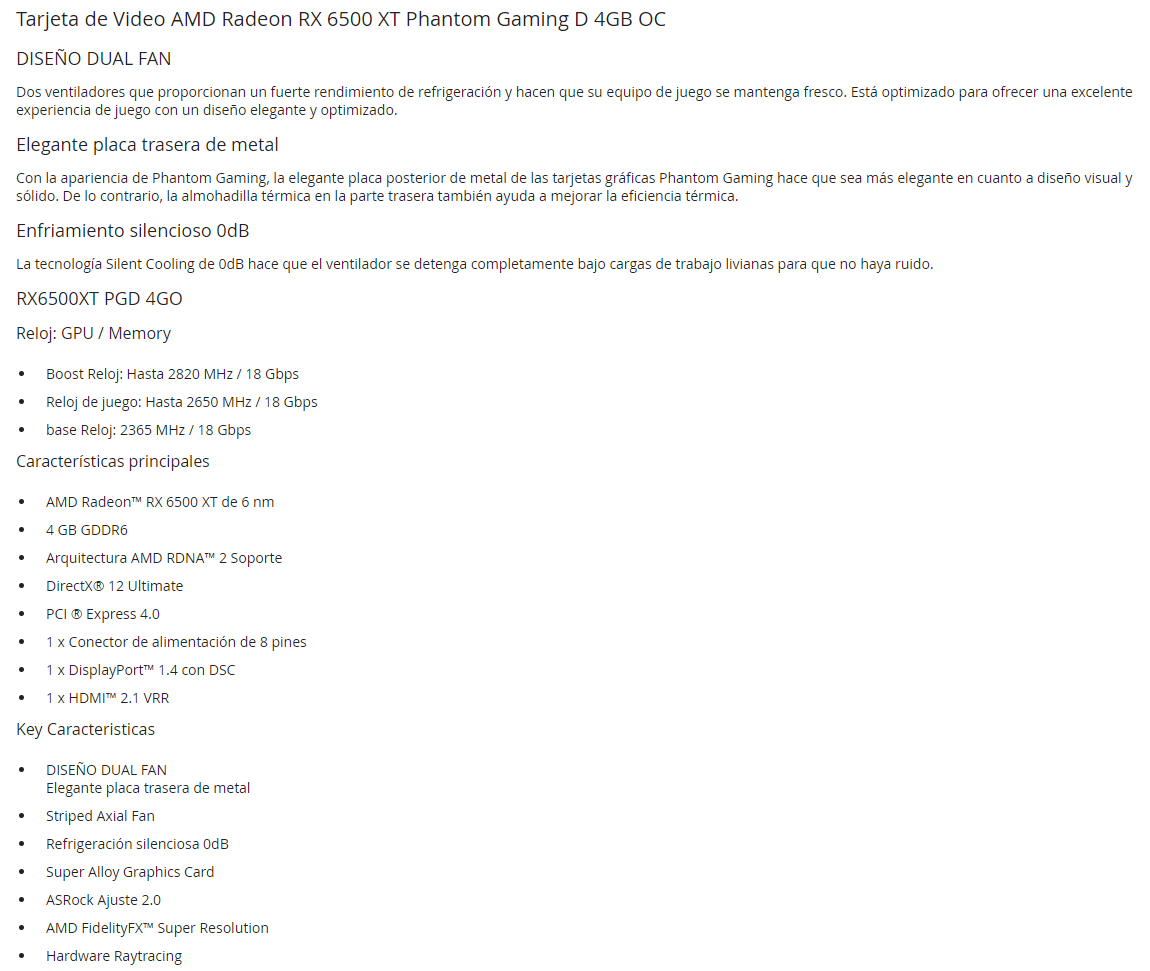 Tarjeta de Video AMD Radeon RX 6500 XT Phantom Gaming D 4GB OC
DISEÑO DUAL FAN
Dos ventiladores que proporcionan un fuerte rendimiento de refrigeración y hacen que su equipo de juego se mantenga fresco. Está optimizado para ofrecer una excelente
experiencia de juego con un diseño elegante y optimizado.
Elegante placa trasera de metal
Con la apariencia de Phantom Gaming, la elegante placa posterior de metal de las tarjetas gráficas Phantom Gaming hace que sea más elegante en cuanto a diseño visual y
sólido. De lo contrario, la almohadilla térmica en la parte trasera también ayuda a mejorar la eficiencia térmica.
Enfriamiento silencioso 0dB
La tecnología Silent Cooling de 0dB hace que el ventilador se detenga completamente bajo cargas de trabajo livianas para que no haya ruido.
RX6500XT PGD 4GO
Reloj: GPU / Memory
• Boost Reloj: Hasta 2820 MHz / 18 Gbps
• Reloj de juego: Hasta 2650 MHz / 18 Gbps
• base Reloj: 2365 MHz / 18 Gbps
Características principales
• AMD Radeon™ RX 6500 XT de 6 nm
• 4 GB GDDR6
• Arquitectura AMD RDNA™ 2 Soporte
• DirectX® 12 Ultimate
• PCI ® Express 4.0
• 1 x Conector de alimentación de 8 pines
• 1 x DisplayPort™ 1.4 con DSC
• 1 x HDMI™ 2.1 VRR
Key Caracteristicas
• DISEÑO DUAL FAN
Elegante placa trasera de metal
• Striped Axial Fan
• Refrigeración silenciosa 0dB
• Super Alloy Graphics Card
• ASRock Ajuste 2.0
• AMD FidelityFX™ Super Resolution
• Hardware Raytracing